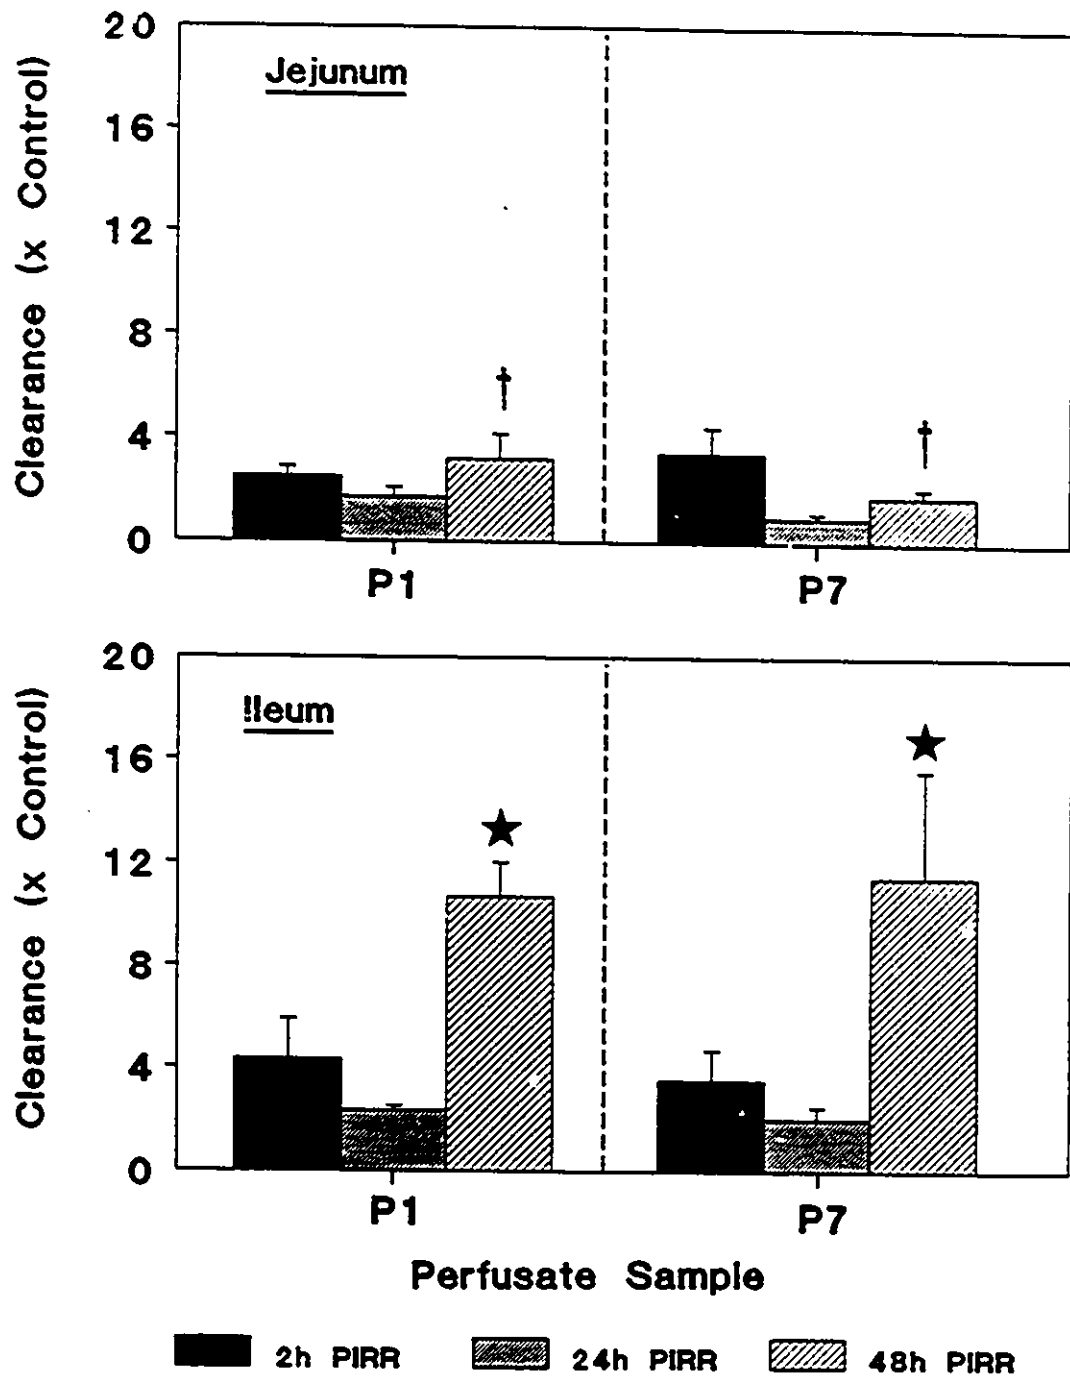 20
Jejunum
16
12
8
†
†
4
0
Clearance (x Control)
P1 P7
20
Ileum
16
★
★
12
8
4
0
Clearance (x Control)
P1 P7
Perfusate Sample
2h PIRR 24h PIRR 48h PIRR